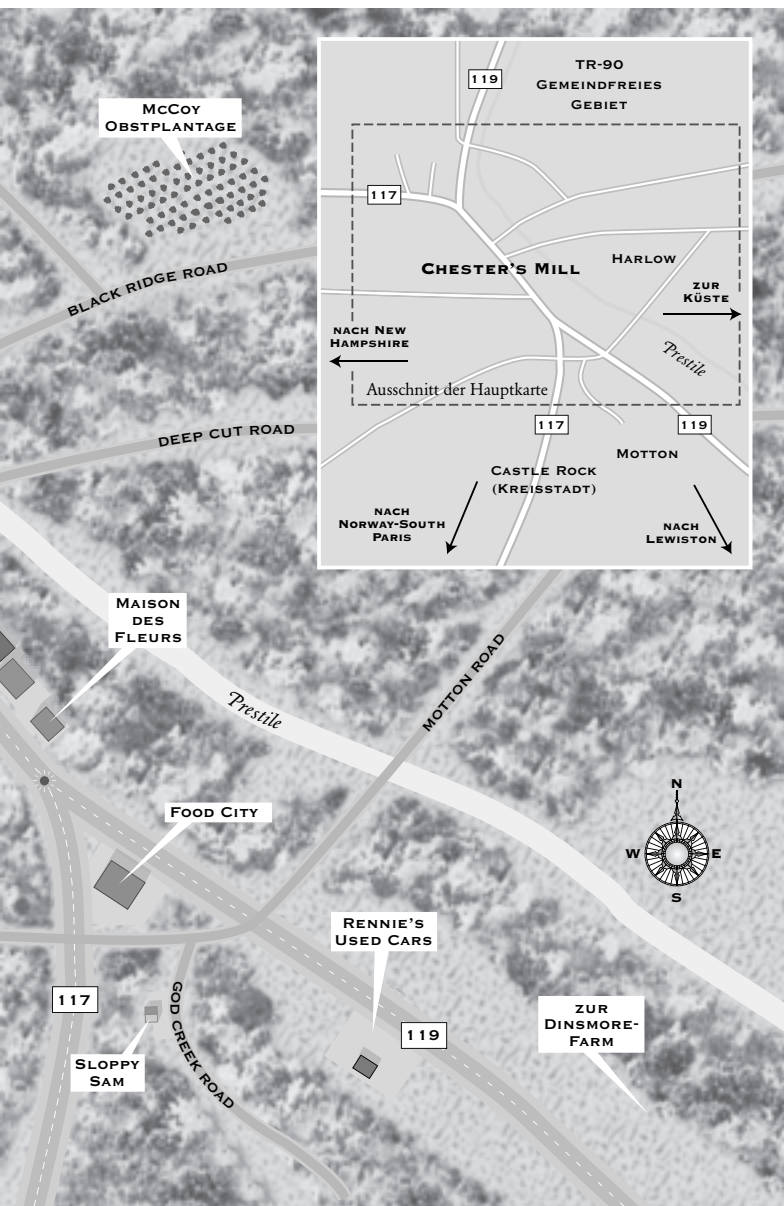 McCoy
Obstplantage
Black Ridge Road
Deep Cut Road
119
TR-90
Gemeindfreies
Gebiet
117
Chester's Mill
Harlow
zur
Küste
nach New
Hampshire
Prestile
Ausschnitt der Hauptkarte
117
119
Motton
Castle Rock
(Kreisstadt)
nach
Norway-South
Paris
nach
Lewiston
Maison
des
Fleurs
Prestile
Motton Road
Food City
N
W
E
S
Rennie's
Used Cars
117
God Creek Road
119
zur
Dinsmore-
Farm
Sloppy
Sam